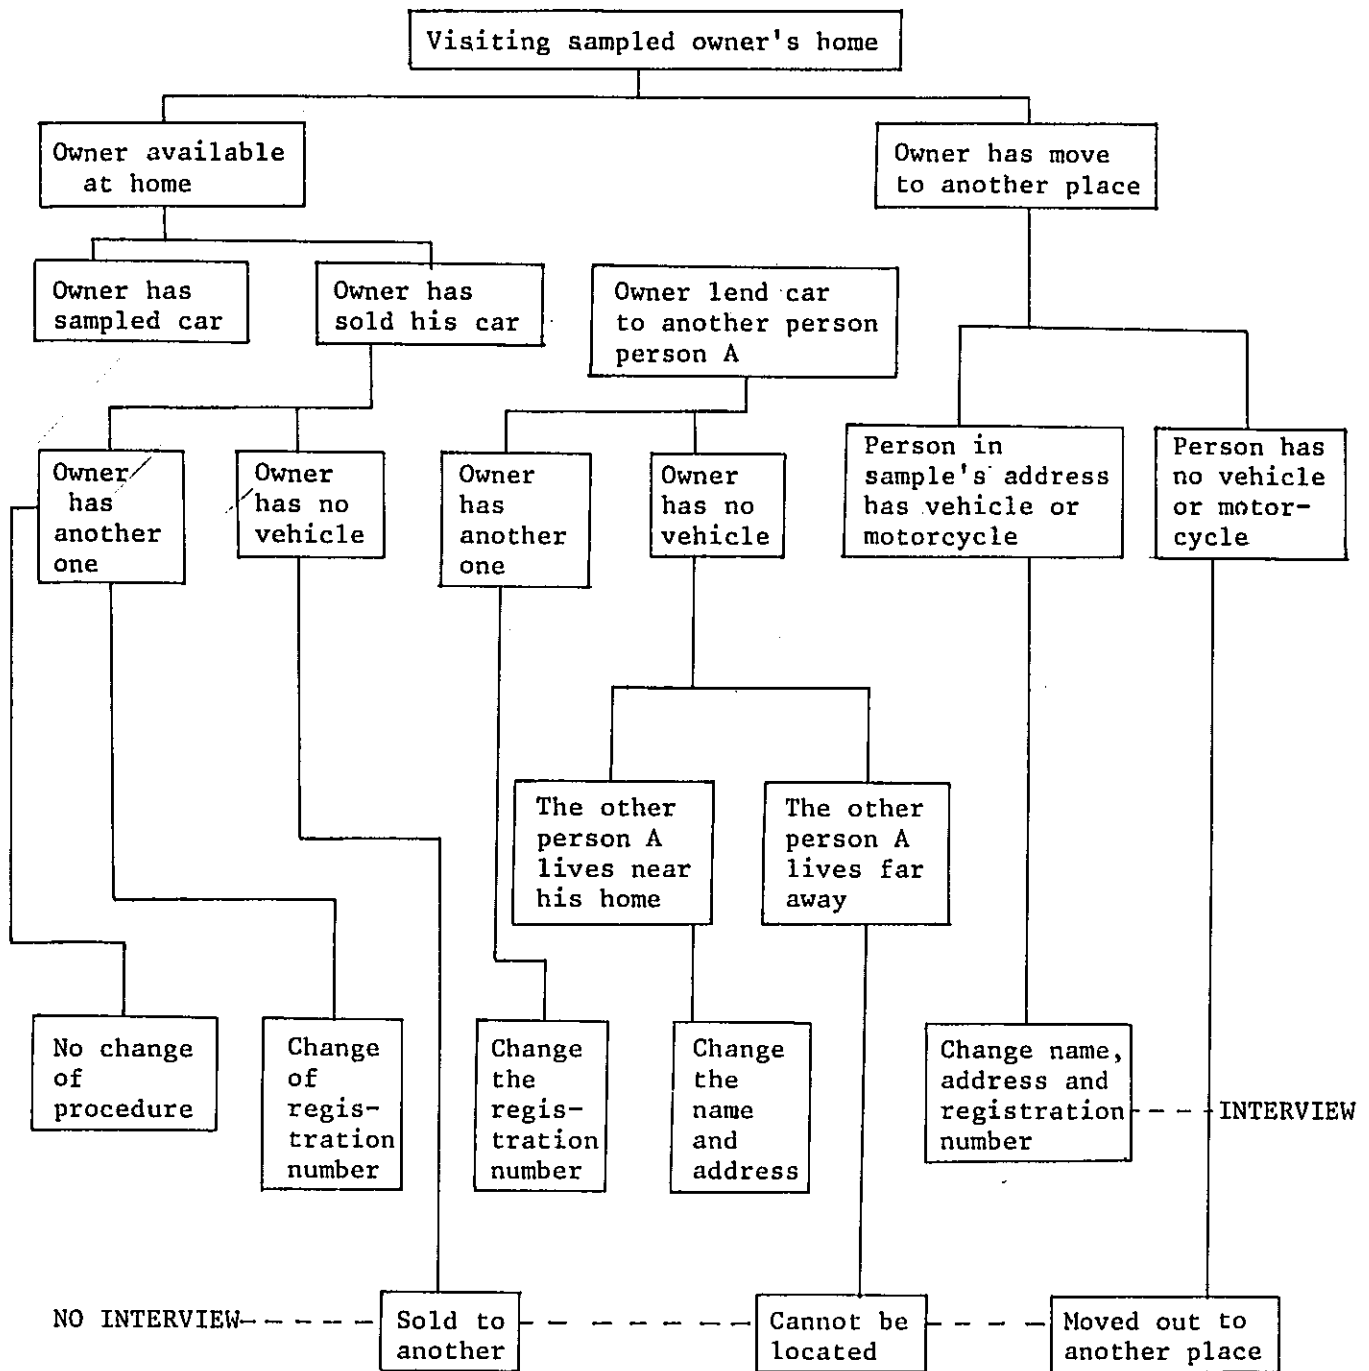 Visiting sampled owner's home
Owner available
at home
Owner has move
to another place
Owner has
sampled car
Owner has
sold his car
Owner lend car
to another person
person A
Owner
has
another
one
Owner
has no
vehicle
Owner
has
another
one
Owner
has no
vehicle
Person in
sample's address
has vehicle or
motorcycle
Person has
no vehicle
or motor-
cycle
The other
person A
lives near
his home
The other
person A
lives far
away
No change
of
procedure
Change
of
regis-
tration
number
Change
the
regis-
tration
number
Change
the
name
and
address
Change name,
address and
registration
number
INTERVIEW
NO INTERVIEW
Sold to
another
Cannot be
located
Moved out to
another place